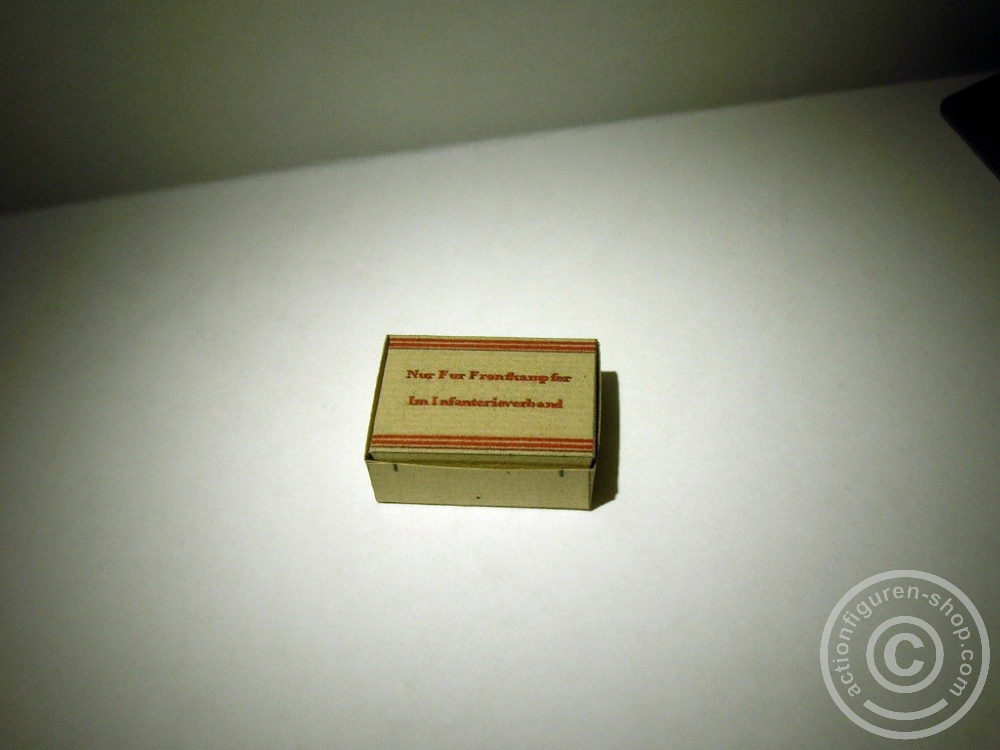 Nur Fur Frontkampfer
Im Infanterieverband
actionfiguren-shop.com
©